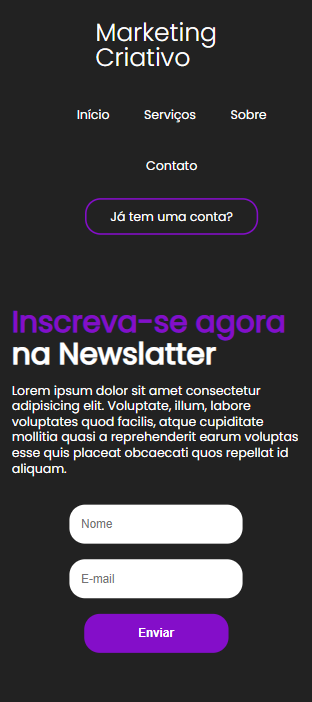 Marketing
Criativo
Início Serviços Sobre
Contato
Já tem uma conta?
Inscreva-se agora
na Newslatter
Lorem ipsum dolor sit amet consectetur
adipisicing elit. Voluptate, illum, labore
voluptates quod facilis, atque cupiditate
mollitia quasi a reprehenderit earum voluptas
esse quis placeat obcaecati quos repellat id
aliquam.
Nome
E-mail
Enviar